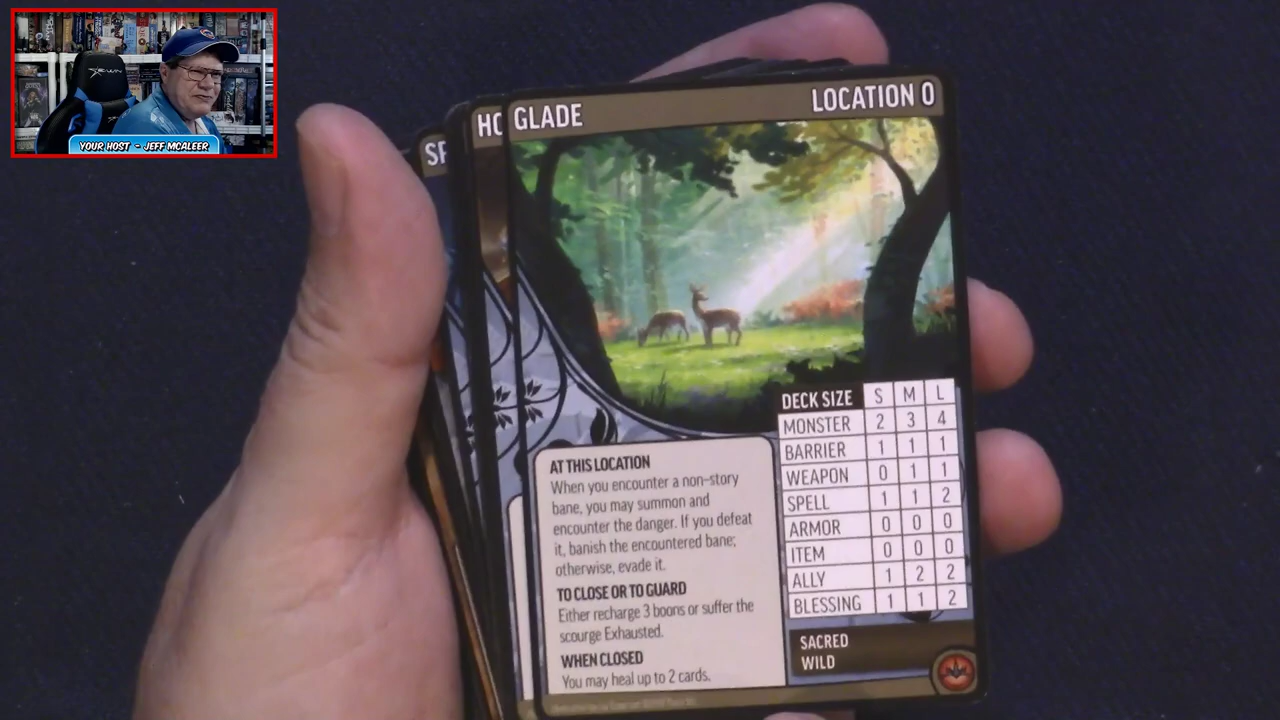 YOUR HOST - JEFF MCALEER
SP
HO
GLADE
LOCATION 0
DECK SIZE S M L
MONSTER 2 3 4
BARRIER 1 1 1
WEAPON 0 1 1
SPELL 1 1 2
ARMOR 0 0 0
ITEM 0 0 0
ALLY 1 2 2
BLESSING 1 1 2
AT THIS LOCATION
When you encounter a non-story
bane, you may summon and
encounter the danger. If you defeat
it, banish the encountered bane;
otherwise, evade it.
TO CLOSE OR TO GUARD
Either recharge 3 boons or suffer the
scourge Exhausted.
WHEN CLOSED
You may heal up to 2 cards.
SACRED
WILD